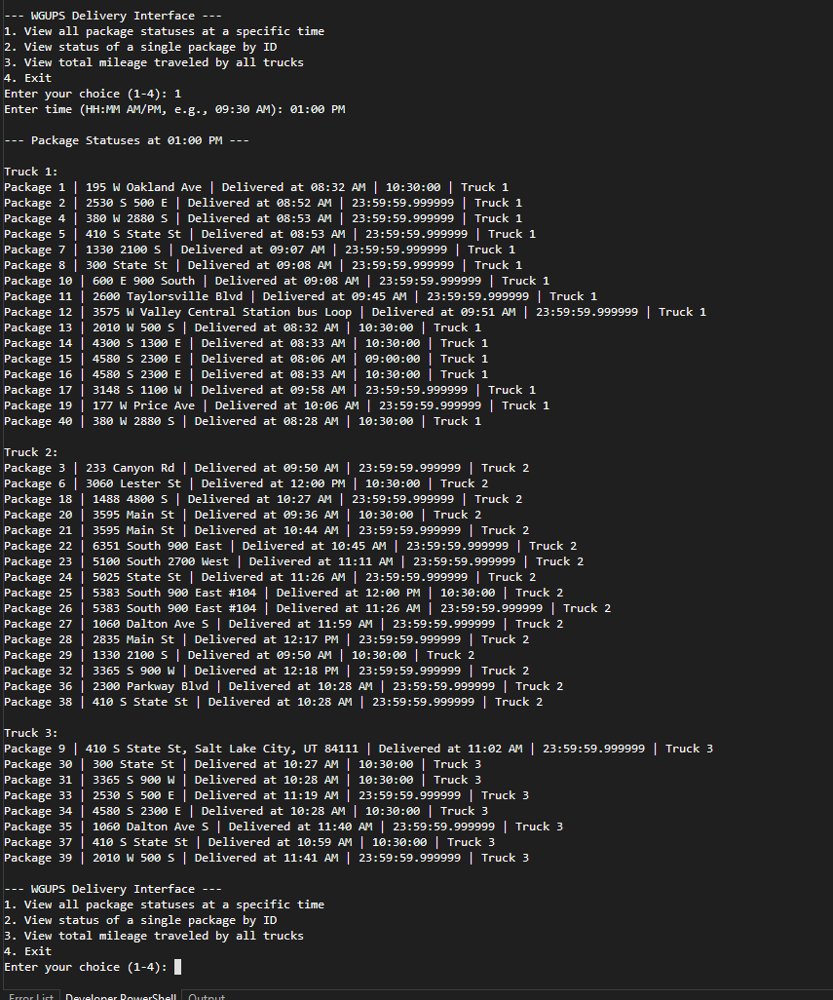 --- WGUPS Delivery Interface ---
1. View all package statuses at a specific time
2. View status of a single package by ID
3. View total mileage traveled by all trucks
4. Exit
Enter your choice (1-4): 1
Enter time (HH:MM AM/PM, e.g., 09:30 AM): 01:00 PM
--- Package Statuses at 01:00 PM ---
Truck 1:
Package 1 | 195 W Oakland Ave | Delivered at 08:32 AM | 10:30:00 | Truck 1
Package 2 | 2530 S 500 E | Delivered at 08:52 AM | 23:59:59.999999 | Truck 1
Package 4 | 380 W 2880 S | Delivered at 08:53 AM | 23:59:59.999999 | Truck 1
Package 5 | 410 S State St | Delivered at 08:53 AM | 23:59:59.999999 | Truck 1
Package 7 | 1330 2100 S | Delivered at 09:07 AM | 23:59:59.999999 | Truck 1
Package 8 | 300 State St | Delivered at 09:08 AM | 23:59:59.999999 | Truck 1
Package 10 | 600 E 900 South | Delivered at 09:08 AM | 23:59:59.999999 | Truck 1
Package 11 | 2600 Taylorsville Blvd | Delivered at 09:45 AM | 23:59:59.999999 | Truck 1
Package 12 | 3575 W Valley Central Station bus Loop | Delivered at 09:51 AM | 23:59:59.999999 | Truck 1
Package 13 | 2010 W 500 S | Delivered at 08:32 AM | 10:30:00 | Truck 1
Package 14 | 4300 S 1300 E | Delivered at 08:33 AM | 10:30:00 | Truck 1
Package 15 | 4580 S 2300 E | Delivered at 08:06 AM | 09:00:00 | Truck 1
Package 16 | 4580 S 2300 E | Delivered at 08:33 AM | 10:30:00 | Truck 1
Package 17 | 3148 S 1100 W | Delivered at 09:58 AM | 23:59:59.999999 | Truck 1
Package 19 | 177 W Price Ave | Delivered at 10:06 AM | 23:59:59.999999 | Truck 1
Package 40 | 380 W 2880 S | Delivered at 08:28 AM | 10:30:00 | Truck 1
Truck 2:
Package 3 | 233 Canyon Rd | Delivered at 09:50 AM | 23:59:59.999999 | Truck 2
Package 6 | 3060 Lester St | Delivered at 12:00 PM | 10:30:00 | Truck 2
Package 18 | 1488 4800 S | Delivered at 10:27 AM | 23:59:59.999999 | Truck 2
Package 20 | 3595 Main St | Delivered at 09:36 AM | 10:30:00 | Truck 2
Package 21 | 3595 Main St | Delivered at 10:44 AM | 23:59:59.999999 | Truck 2
Package 22 | 6351 South 900 East | Delivered at 10:45 AM | 23:59:59.999999 | Truck 2
Package 23 | 5100 South 2700 West | Delivered at 11:11 AM | 23:59:59.999999 | Truck 2
Package 24 | 5025 State St | Delivered at 11:26 AM | 23:59:59.999999 | Truck 2
Package 25 | 5383 South 900 East #104 | Delivered at 12:00 PM | 10:30:00 | Truck 2
Package 26 | 5383 South 900 East #104 | Delivered at 11:26 AM | 23:59:59.999999 | Truck 2
Package 27 | 1060 Dalton Ave S | Delivered at 11:59 AM | 23:59:59.999999 | Truck 2
Package 28 | 2835 Main St | Delivered at 12:17 PM | 23:59:59.999999 | Truck 2
Package 29 | 1330 2100 S | Delivered at 09:50 AM | 10:30:00 | Truck 2
Package 32 | 3365 S 900 W | Delivered at 12:18 PM | 23:59:59.999999 | Truck 2
Package 36 | 2300 Parkway Blvd | Delivered at 10:28 AM | 23:59:59.999999 | Truck 2
Package 38 | 410 S State St | Delivered at 10:28 AM | 23:59:59.999999 | Truck 2
Truck 3:
Package 9 | 410 S State St, Salt Lake City, UT 84111 | Delivered at 11:02 AM | 23:59:59.999999 | Truck 3
Package 30 | 300 State St | Delivered at 10:27 AM | 10:30:00 | Truck 3
Package 31 | 3365 S 900 W | Delivered at 10:28 AM | 10:30:00 | Truck 3
Package 33 | 2530 S 500 E | Delivered at 11:19 AM | 23:59:59.999999 | Truck 3
Package 34 | 4580 S 2300 E | Delivered at 10:28 AM | 10:30:00 | Truck 3
Package 35 | 1060 Dalton Ave S | Delivered at 11:40 AM | 23:59:59.999999 | Truck 3
Package 37 | 410 S State St | Delivered at 10:59 AM | 10:30:00 | Truck 3
Package 39 | 2010 W 500 S | Delivered at 11:41 AM | 23:59:59.999999 | Truck 3
--- WGUPS Delivery Interface ---
1. View all package statuses at a specific time
2. View status of a single package by ID
3. View total mileage traveled by all trucks
4. Exit
Enter your choice (1-4):
Error List Developer PowerShell Output